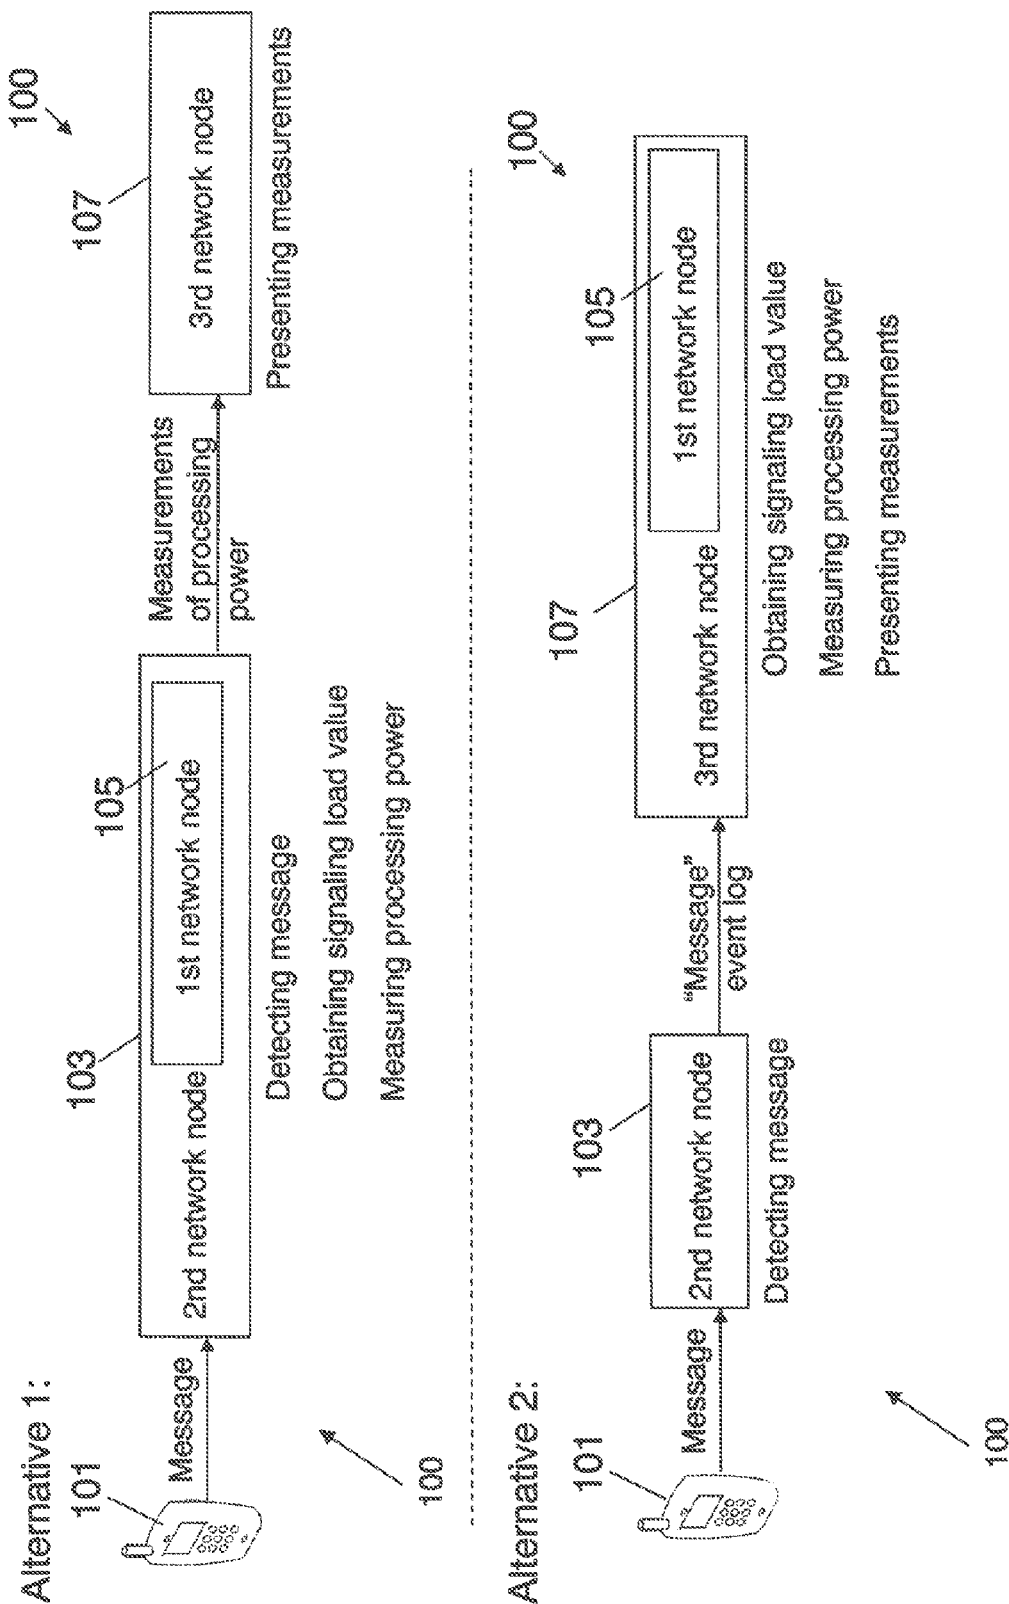 Alternative 1:
101
Message
103
105
2nd network node
1st network node
Detecting message
Obtaining signaling load value
Measuring processing power
Measurements
of processing
power
107
100
3rd network node
Presenting measurements
100
Alternative 2:
101
Message
103
2nd network node
Detecting message
"Message"
event log
107
105
100
3rd network node
1st network node
Obtaining signaling load value
Measuring processing power
Presenting measurements
100